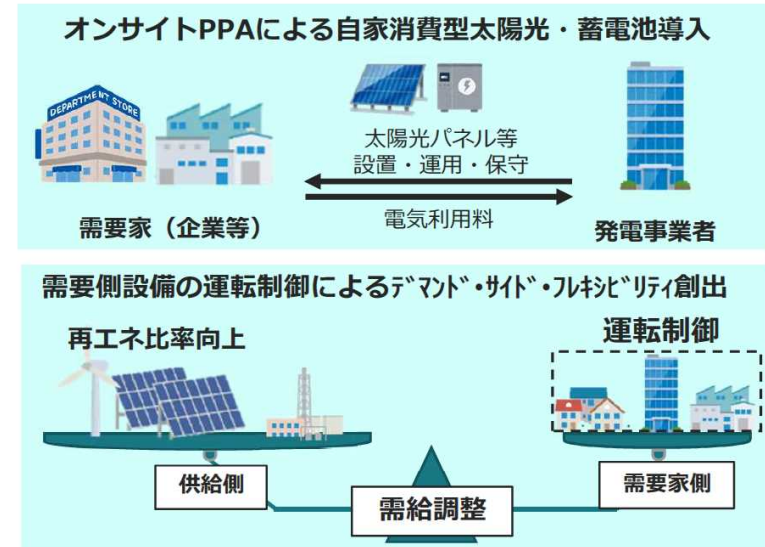 オンサイトPPAによる自家消費型太陽光・蓄電池導入
DEPARTMENT STORE
太陽光パネル等
設置・運用・保守
電気利用料
需要家（企業等）
発電事業者
需要側設備の運転制御によるﾃﾞﾏﾝﾄﾞ・ｻｲﾄﾞ・ﾌﾚｷｼﾋﾞﾘﾃｨ創出
再エネ比率向上
運転制御
供給側
需給調整
需要家側